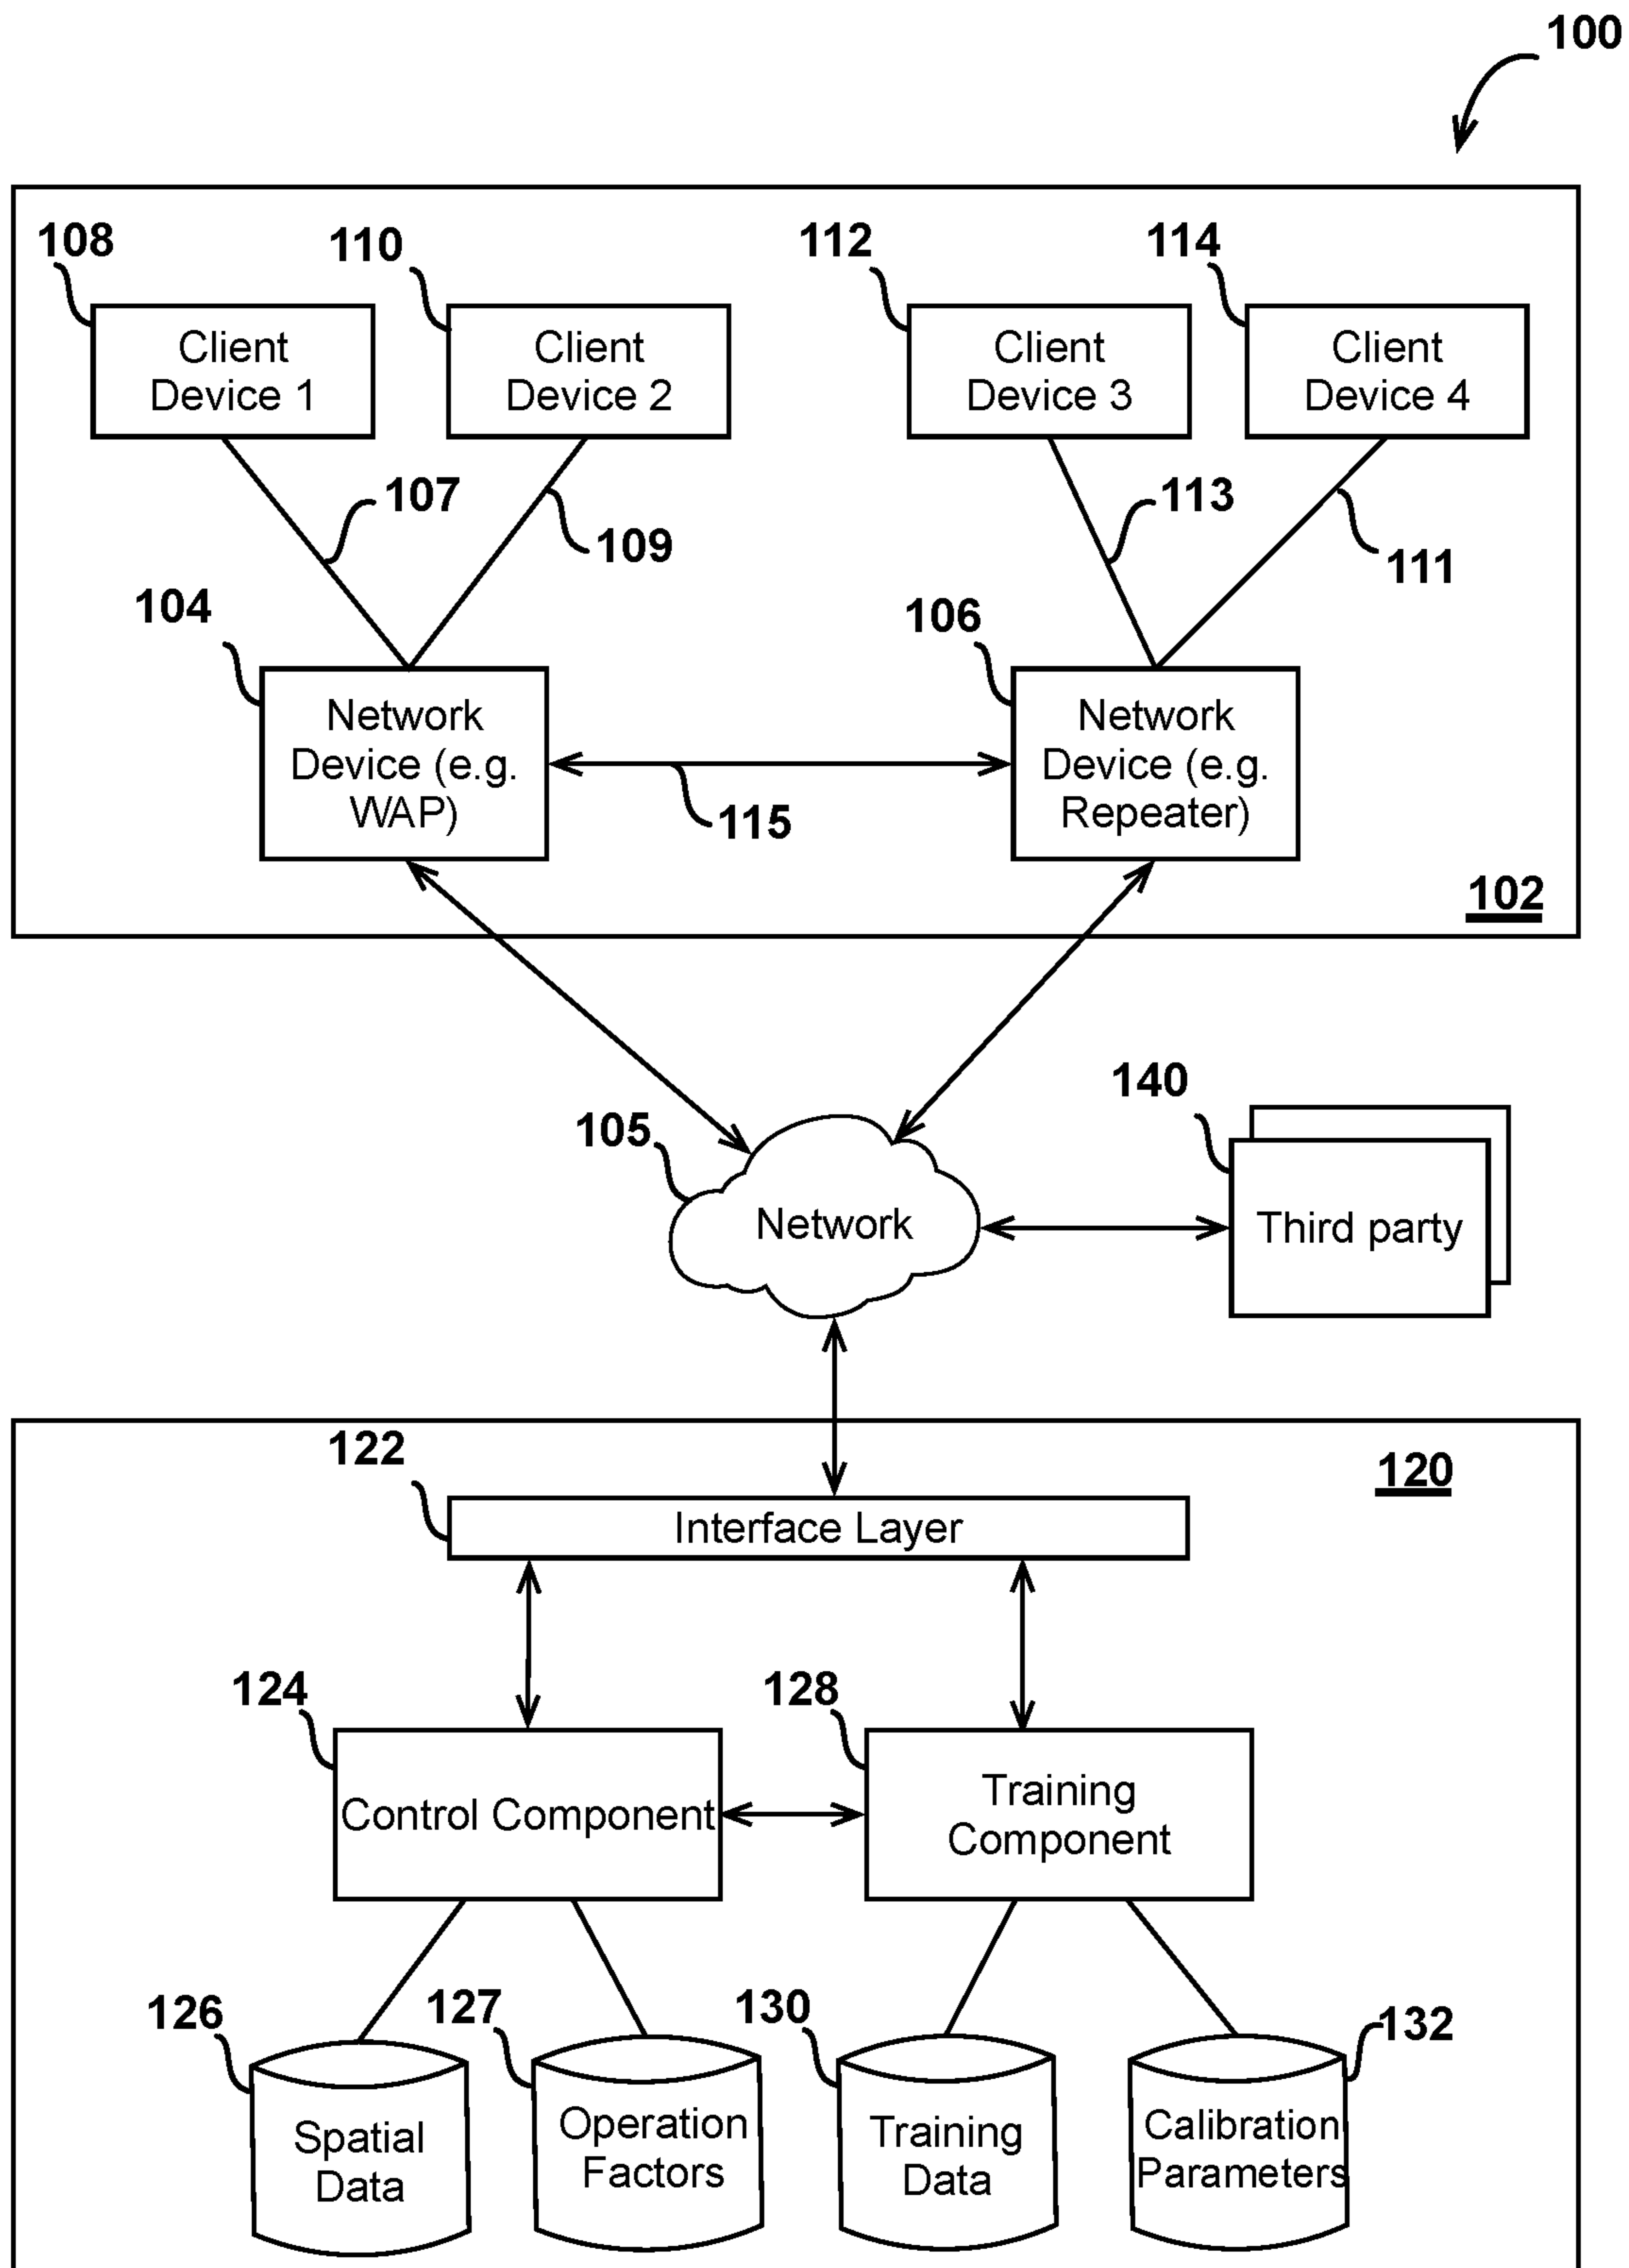 100
108
110
112
114
Client
Device 1
Client
Device 2
Client
Device 3
Client
Device 4
107
109
113
111
104
106
Network
Device (e.g.
WAP)
Network
Device (e.g.
Repeater)
115
102
105
140
Network
Third party
122
120
Interface Layer
124
128
Control Component
Training
Component
126
127
130
132
Spatial
Data
Operation
Factors
Training
Data
Calibration
Parameters